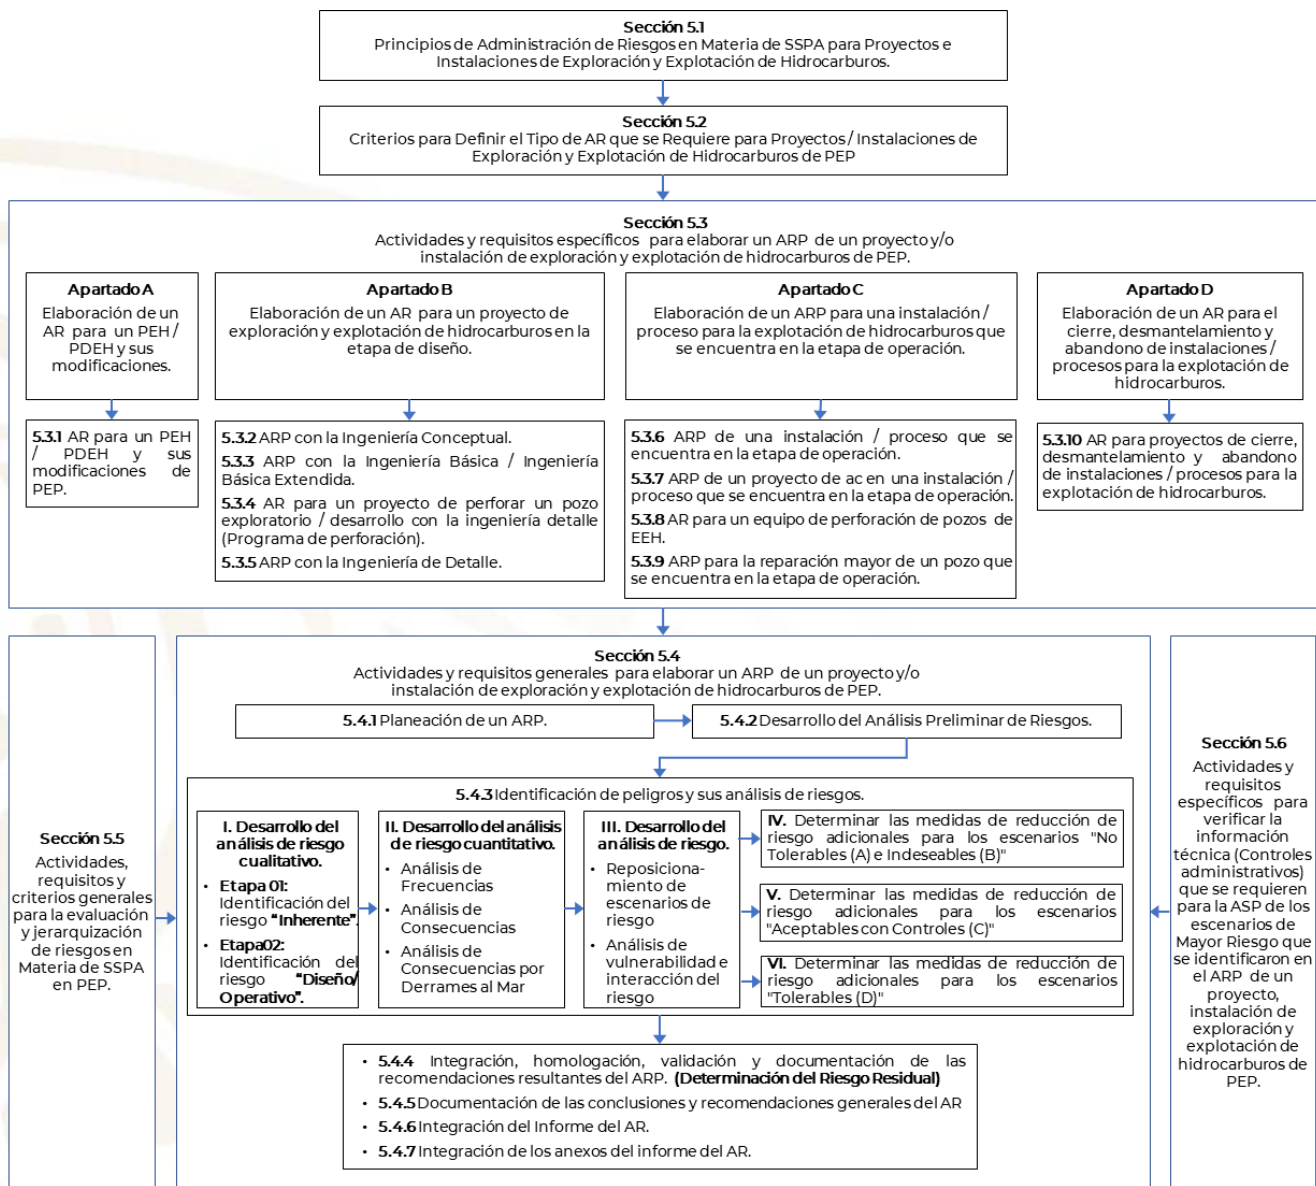 Sección 5.1
Principios de Administración de Riesgos en Materia de SSPA para Proyectos e
Instalaciones de Exploración y Explotación de Hidrocarburos.
Sección 5.2
Criterios para Definir el Tipo de AR que se Requiere para Proyectos / Instalaciones de
Exploración y Explotación de Hidrocarburos de PEP
Sección 5.3
Actividades y requisitos específicos para elaborar un ARP de un proyecto y/o
instalación de exploración y explotación de hidrocarburos de PEP.
Apartado A
Elaboración de un
AR para un PEH /
PDEH y sus
modificaciones.
Apartado B
Elaboración de un AR para un proyecto de
exploración y explotación de hidrocarburos en la
etapa de diseño.
Apartado C
Elaboración de un ARP para una instalación /
proceso para la explotación de hidrocarburos que
se encuentra en la etapa de operación.
Apartado D
Elaboración de un AR para el
cierre, desmantelamiento y
abandono de instalaciones /
procesos para la explotación de
hidrocarburos.
5.3.1 AR para un PEH
/ PDEH y sus
modificaciones de
PEP.
5.3.2 ARP con la Ingeniería Conceptual.
5.3.3 ARP con la Ingeniería Básica / Ingeniería
Básica Extendida.
5.3.4 AR para un proyecto de perforar un pozo
exploratorio / desarrollo con la ingeniería detalle
(Programa de perforación).
5.3.5 ARP con la Ingeniería de Detalle.
5.3.6 ARP de una instalación / proceso que se
encuentra en la etapa de operación.
5.3.7 ARP de un proyecto de ac en una instalación /
proceso que se encuentra en la etapa de operación.
5.3.8 AR para un equipo de perforación de pozos de
EEH.
5.3.9 ARP para la reparación mayor de un pozo que
se encuentra en la etapa de operación.
5.3.10 AR para proyectos de cierre,
desmantelamiento y abandono
de instalaciones / procesos para la
explotación de hidrocarburos.
Sección 5.5
Actividades,
requisitos y
criterios generales
para la evaluación
y jerarquización
de riesgos en
Materia de SSPA
en PEP.
Sección 5.4
Actividades y requisitos generales para elaborar un ARP de un proyecto y/o
instalación de exploración y explotación de hidrocarburos de PEP.
5.4.1 Planeación de un ARP.
5.4.2 Desarrollo del Análisis Preliminar de Riesgos.
5.4.3 Identificación de peligros y sus análisis de riesgos.
I. Desarrollo del
análisis de riesgo
cualitativo.
• Etapa 01:
Identificación del
riesgo "Inherente".
• Etapa02:
Identificación del
riesgo "Diseño/
Operativo".
II. Desarrollo del análisis
de riesgo cuantitativo.
• Análisis de
Frecuencias
• Análisis de
Consecuencias
• Análisis de
Consecuencias por
Derrames al Mar
III. Desarrollo del
análisis de riesgo.
• Reposiciona-
miento de
escenarios de
riesgo
• Análisis de
vulnerabilidad e
interacción del
riesgo
IV. Determinar las medidas de reducción de
riesgo adicionales para los escenarios "No
Tolerables (A) e Indeseables (B)"
V. Determinar las medidas de reducción de
riesgo adicionales para los escenarios
"Aceptables con Controles (C)"
VI. Determinar las medidas de reducción de
riesgo adicionales para los escenarios
"Tolerables (D)"
• 5.4.4 Integración, homologación, validación y documentación de las
recomendaciones resultantes del ARP. (Determinación del Riesgo Residual)
• 5.4.5 Documentación de las conclusiones y recomendaciones generales del AR
• 5.4.6 Integración del Informe del AR.
• 5.4.7 Integración de los anexos del informe del AR.
Sección 5.6
Actividades y
requisitos
específicos para
verificar la
información
técnica (Controles
administrativos)
que se requieren
para la ASP de los
escenarios de
Mayor Riesgo que
se identificaron en
el ARP de un
proyecto,
instalación de
exploración y
explotación de
hidrocarburos de
PEP.